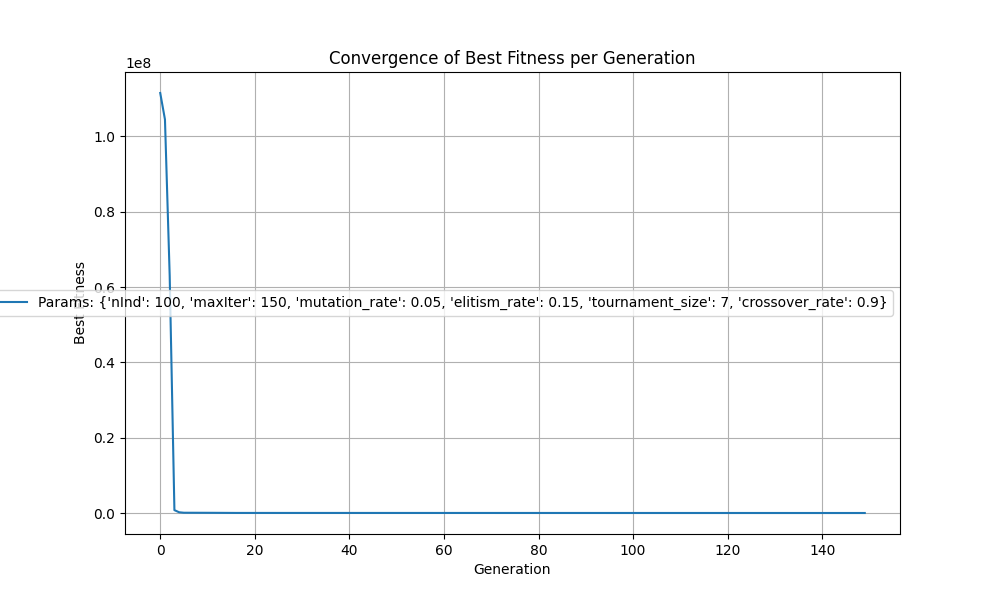 Convergence of Best Fitness per Generation
1e8
1.0
0.8
0.6
Params: {'nInd': 100, 'maxIter': 150, 'mutation_rate': 0.05, 'elitism_rate': 0.15, 'tournament_size': 7, 'crossover_rate': 0.9}
0.4
0.2
0.0
Best Fitness
0 20 40 60 80 100 120 140
Generation